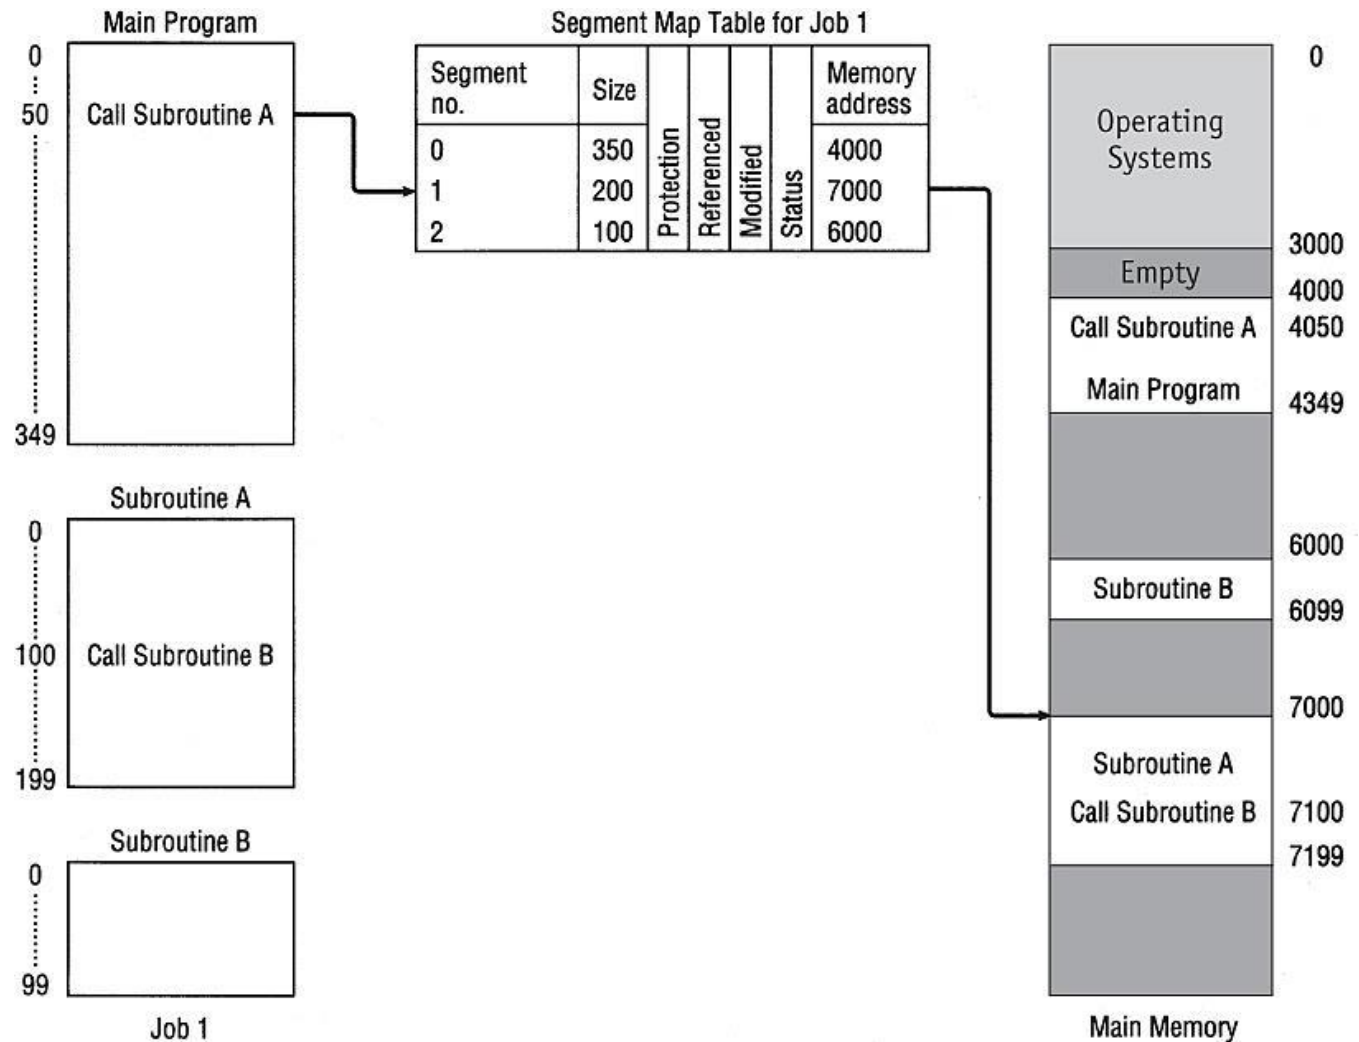 Main Program
0
50
Call Subroutine A
349
Subroutine A
0
100
Call Subroutine B
199
Subroutine B
0
99
Job 1
Segment Map Table for Job 1
Segment no. Size Protection Referenced Modified Status Memory address
0 350 4000
1 200 7000
2 100 6000
0
Operating
Systems
3000
Empty
4000
Call Subroutine A 4050
Main Program 4349
6000
Subroutine B
6099
7000
Subroutine A
Call Subroutine B 7100
7199
Main Memory